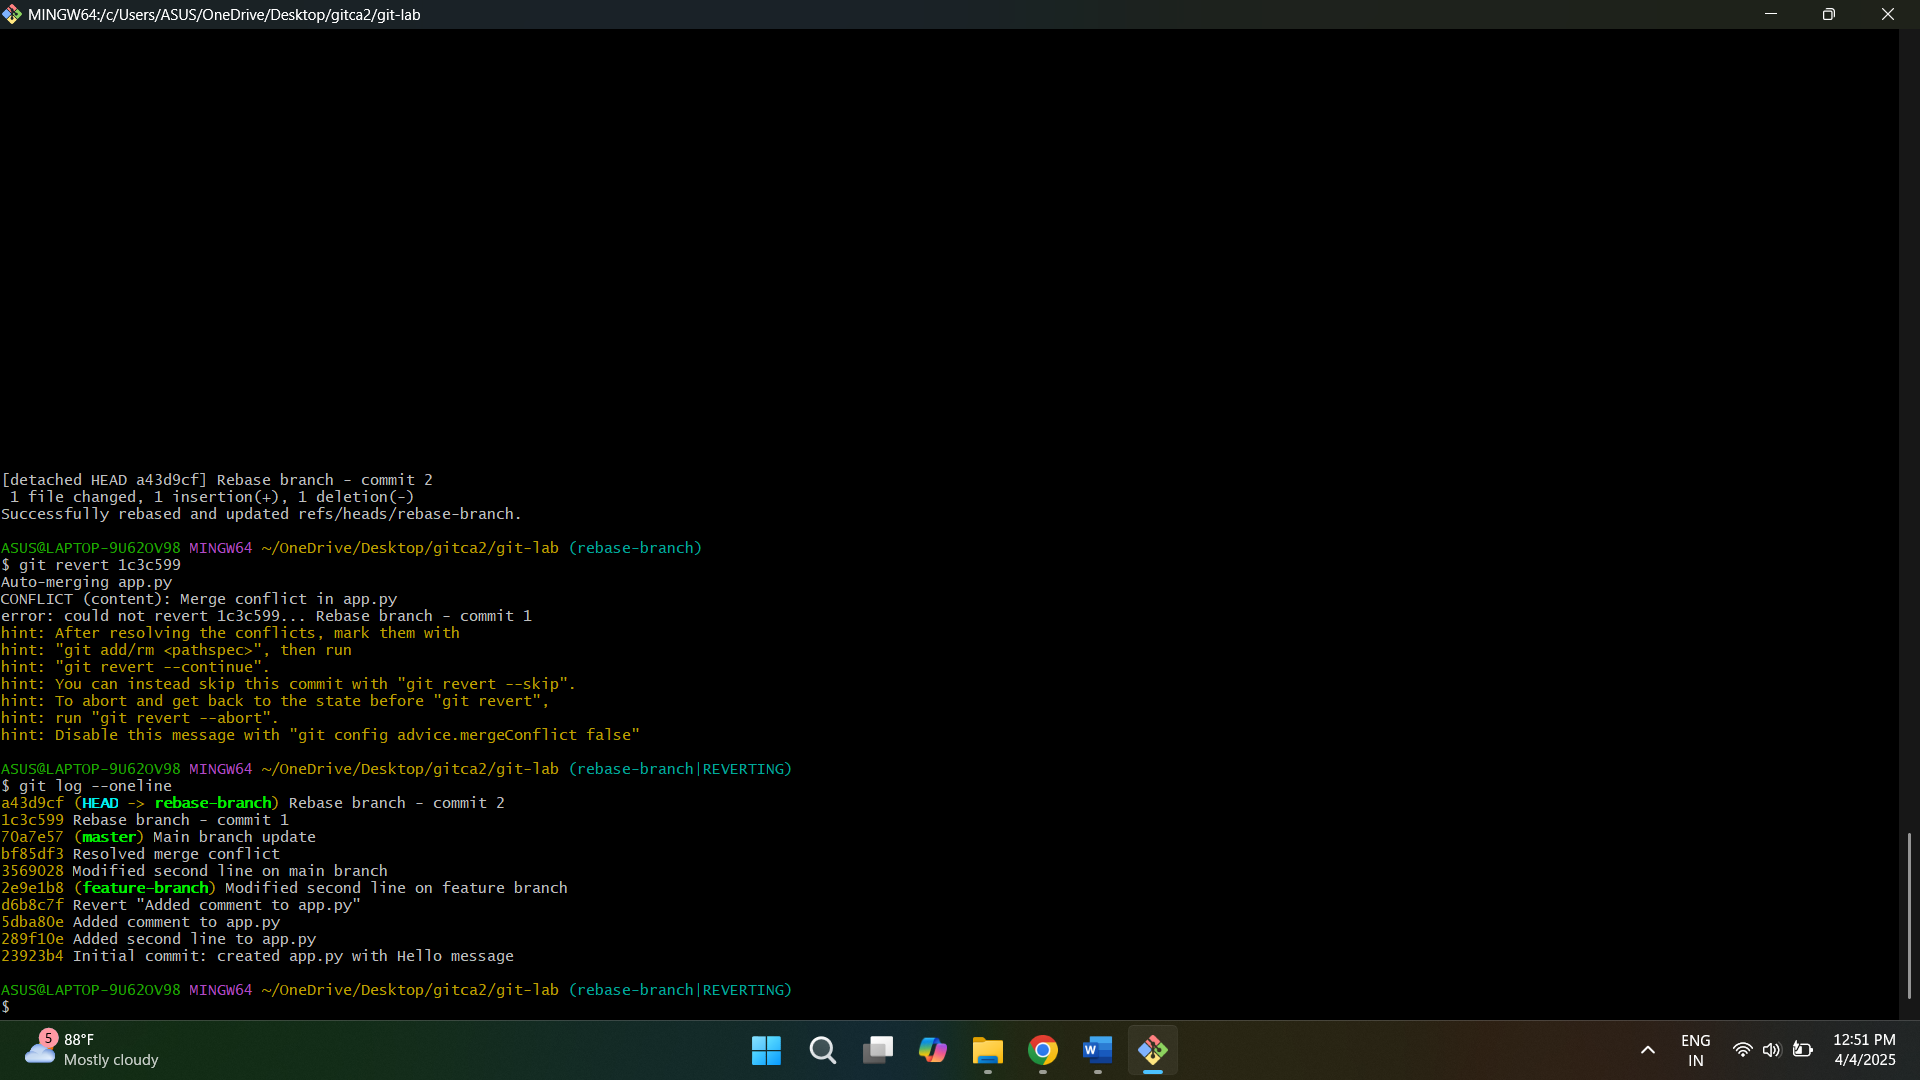 MINGW64:/c/Users/ASUS/OneDrive/Desktop/gitca2/git-lab
[detached HEAD a43d9cf] Rebase branch - commit 2
 1 file changed, 1 insertion(+), 1 deletion(-)
Successfully rebased and updated refs/heads/rebase-branch.
ASUS@LAPTOP-9U62OV98 MINGW64 ~/OneDrive/Desktop/gitca2/git-lab (rebase-branch)
$ git revert 1c3c599
Auto-merging app.py
CONFLICT (content): Merge conflict in app.py
error: could not revert 1c3c599... Rebase branch - commit 1
hint: After resolving the conflicts, mark them with
hint: "git add/rm <pathspec>", then run
hint: "git revert --continue".
hint: You can instead skip this commit with "git revert --skip".
hint: To abort and get back to the state before "git revert",
hint: run "git revert --abort".
hint: Disable this message with "git config advice.mergeConflict false"
ASUS@LAPTOP-9U62OV98 MINGW64 ~/OneDrive/Desktop/gitca2/git-lab (rebase-branch|REVERTING)
$ git log --oneline
a43d9cf (HEAD -> rebase-branch) Rebase branch - commit 2
1c3c599 Rebase branch - commit 1
70a7e57 (master) Main branch update
bf85df3 Resolved merge conflict
3569028 Modified second line on main branch
2e9e1b8 (feature-branch) Modified second line on feature branch
d6b8c7f Revert "Added comment to app.py"
5dba80e Added comment to app.py
289f10e Added second line to app.py
23923b4 Initial commit: created app.py with Hello message
ASUS@LAPTOP-9U62OV98 MINGW64 ~/OneDrive/Desktop/gitca2/git-lab (rebase-branch|REVERTING)
$
5
88°F
Mostly cloudy
W
ENG
IN
12:51 PM
4/4/2025